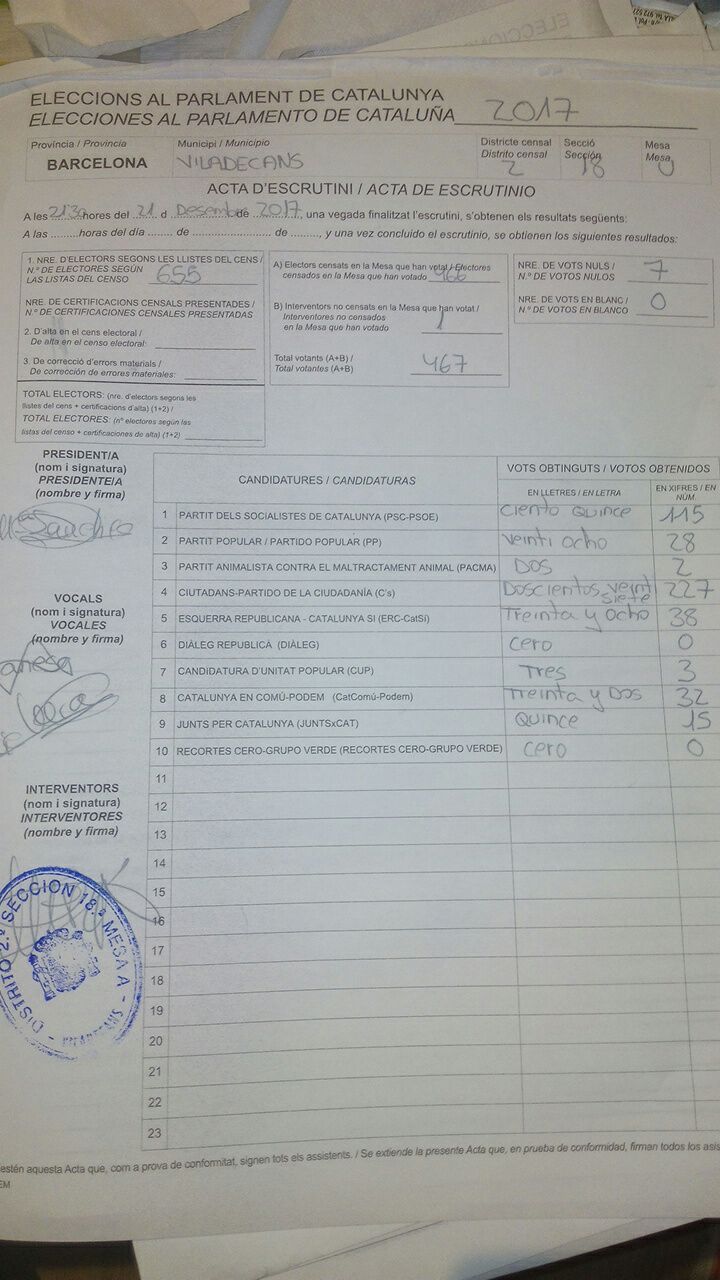 ELECCIONS AL PARLAMENT DE CATALUNYA
ELECCIONES AL PARLAMENTO DE CATALUÑA 2017
Província / Provincia
BARCELONA
Municipi / Municipio
VILADECANS
Districte censal
Distrito censal
2
Secció
Sección
18
Mesa
Mesa
ACTA D'ESCRUTINI / ACTA DE ESCRUTINIO
A les 2130 hores del 21 d Desembre de 2017, una vegada finalitzat l'escrutini, s'obtenen els resultats següents:
A las .........horas del día ...... de .................... de ........, y una vez concluido el escrutinio, se obtienen los siguientes resultados:
1. NRE. D'ELECTORS SEGONS LES LLISTES DEL CENS /
N.º DE ELECTORES SEGÚN
LAS LISTAS DEL CENSO 655
NRE. DE CERTIFICACIONS CENSALS PRESENTADES /
N.º DE CERTIFICACIONES CENSALES PRESENTADAS
2. D'alta en el cens electoral /
De alta en el censo electoral:
3. De correcció d'errors materials /
De corrección de errores materiales:
TOTAL ELECTORS: (nre. d'electors segons les
llistes del cens + certificacions d'alta) (1+2) /
TOTAL ELECTORES: (nº electores según las
listas del censo + certificaciones de alta) (1+2)
A) Electors censats en la Mesa que han votat / Electores
censados en la Mesa que han votado 466
B) Interventors no censats en la Mesa que han votat /
Interventores no censados
en la Mesa que han votado 1
Total votants (A+B) /
Total votantes (A+B) 467
NRE. DE VOTS NULS /
N.º DE VOTOS NULOS 7
NRE. DE VOTS EN BLANC /
N.º DE VOTOS EN BLANCO 0
PRESIDENT/A
(nom i signatura)
PRESIDENTE/A
(nombre y firma)
VOCALS
(nom i signatura)
VOCALES
(nombre y firma)
INTERVENTORS
(nom i signatura)
INTERVENTORES
(nombre y firma)
DISTRITO 2.º SECCION 18.ª MESA A
CANDIDATURES / CANDIDATURAS
VOTS OBTINGUTS / VOTOS OBTENIDOS
EN LLETRES / EN LETRA
EN XIFRES / EN
NÚM.
1 PARTIT DELS SOCIALISTES DE CATALUNYA (PSC-PSOE) Ciento Quince 115
2 PARTIT POPULAR / PARTIDO POPULAR (PP) Veinti ocho 28
3 PARTIT ANIMALISTA CONTRA EL MALTRACTAMENT ANIMAL (PACMA) DOS 2
4 CIUTADANS-PARTIDO DE LA CIUDADANÍA (C's) Doscientos veint
siete 227
5 ESQUERRA REPUBLICANA - CATALUNYA SI (ERC-CatSí) Treinta y Ocho 38
6 DIÀLEG REPUBLICÀ (DIÀLEG) Cero 0
7 CANDIDATURA D'UNITAT POPULAR (CUP) Tres 3
8 CATALUNYA EN COMÚ-PODEM (CatComú-Podem) Treinta y Dos 32
9 JUNTS PER CATALUNYA (JUNTSxCAT) Quince 15
10 RECORTES CERO-GRUPO VERDE (RECORTES CERO-GRUPO VERDE) Cero 0
11
12
13
14
15
16
17
18
19
20
21
22
23
estén aquesta Acta que, com a prova de conformitat, signen tots els assistents. / Se extiende la presente Acta que, en prueba de conformidad, firman todos los asis
EM